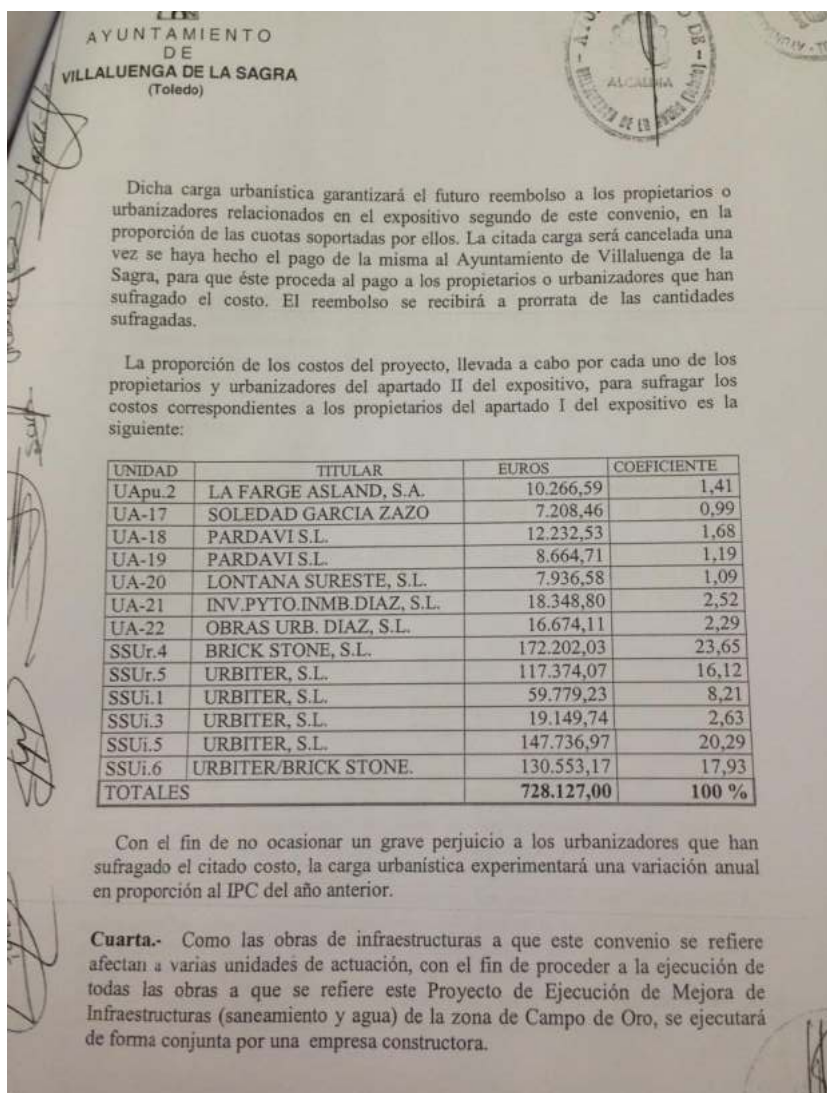 AYUNTAMIENTO
DE
VILLALUENGA DE LA SAGRA
(Toledo)
ALCALDIA
Dicha carga urbanística garantizará el futuro reembolso a los propietarios o
urbanizadores relacionados en el expositivo segundo de este convenio, en la
proporción de las cuotas soportadas por ellos. La citada carga será cancelada una
vez se haya hecho el pago de la misma al Ayuntamiento de Villaluenga de la
Sagra, para que éste proceda al pago a los propietarios o urbanizadores que han
sufragado el costo. El reembolso se recibirá a prorrata de las cantidades
sufragadas.
La proporción de los costos del proyecto, llevada a cabo por cada uno de los
propietarios y urbanizadores del apartado II del expositivo, para sufragar los
costos correspondientes a los propietarios del apartado I del expositivo es la
siguiente:
UNIDAD TITULAR EUROS COEFICIENTE
UApu.2 LA FARGE ASLAND, S.A. 10.266,59 1,41
UA-17 SOLEDAD GARCIA ZAZO 7.208,46 0,99
UA-18 PARDAVI S.L. 12.232,53 1,68
UA-19 PARDAVI S.L. 8.664,71 1,19
UA-20 LONTANA SURESTE, S.L. 7.936,58 1,09
UA-21 INV.PYTO.INMB.DIAZ, S.L. 18.348,80 2,52
UA-22 OBRAS URB. DIAZ, S.L. 16.674,11 2,29
SSUr.4 BRICK STONE, S.L. 172.202,03 23,65
SSUr.5 URBITER, S.L. 117.374,07 16,12
SSUi.1 URBITER, S.L. 59.779,23 8,21
SSUi.3 URBITER, S.L. 19.149,74 2,63
SSUi.5 URBITER, S.L. 147.736,97 20,29
SSUi.6 URBITER/BRICK STONE. 130.553,17 17,93
TOTALES 728.127,00 100 %
Con el fin de no ocasionar un grave perjuicio a los urbanizadores que han
sufragado el citado costo, la carga urbanística experimentará una variación anual
en proporción al IPC del año anterior.
Cuarta.- Como las obras de infraestructuras a que este convenio se refiere
afectan a varias unidades de actuación, con el fin de proceder a la ejecución de
todas las obras a que se refiere este Proyecto de Ejecución de Mejora de
Infraestructuras (saneamiento y agua) de la zona de Campo de Oro, se ejecutará
de forma conjunta por una empresa constructora.